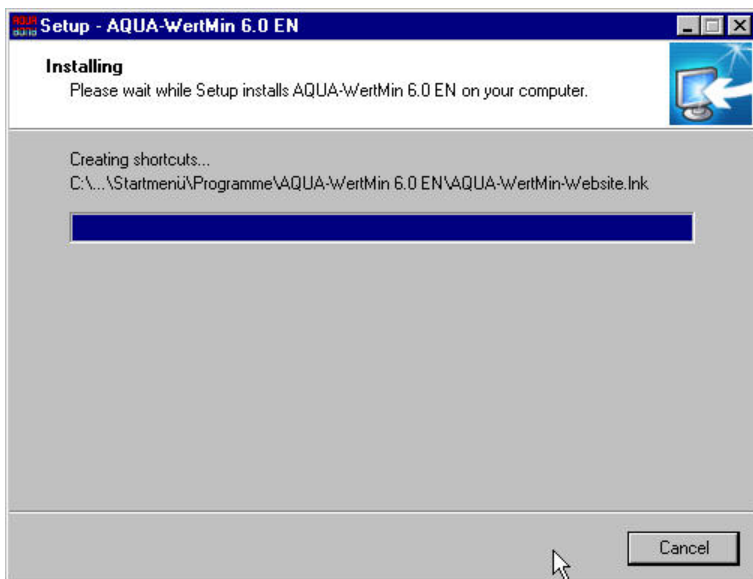 Setup - AQUA-WertMin 6.0 EN
Installing
Please wait while Setup installs AQUA-WertMin 6.0 EN on your computer.
Creating shortcuts...
C:\...\Startmenü\Programme\AQUA-WertMin 6.0 EN\AQUA-WertMin-Website.lnk
Cancel